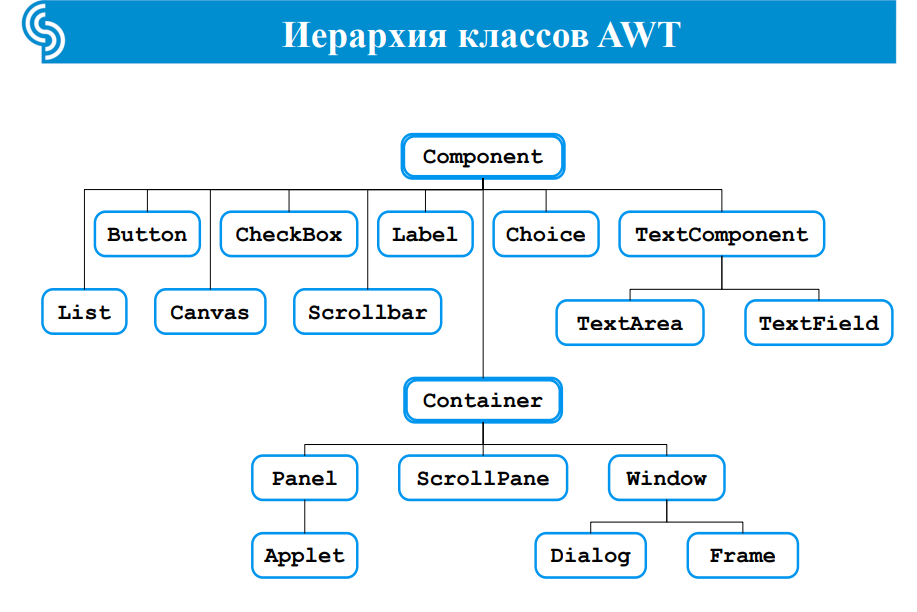 Иерархия классов AWT
Component
Button
CheckBox
Label
Choice
TextComponent
List
Canvas
Scrollbar
TextArea
TextField
Container
Panel
ScrollPane
Window
Applet
Dialog
Frame